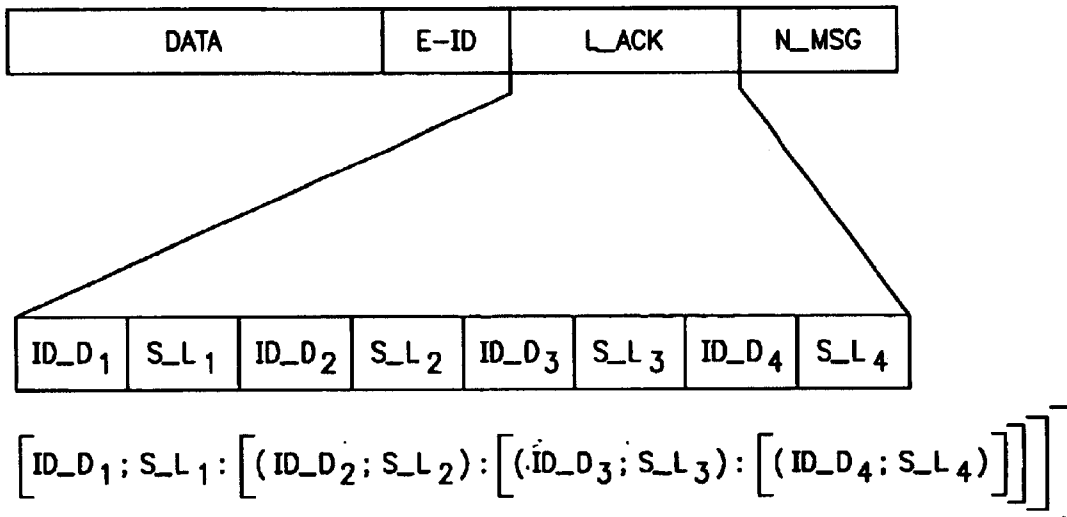 DATA E-ID L_ACK N_MSG
ID_D1 S_L1 ID_D2 S_L2 ID_D3 S_L3 ID_D4 S_L4
[ID_D1; S_L1: [(ID_D2; S_L2): [(ID_D3; S_L3): [(ID_D4; S_L4)]]]]